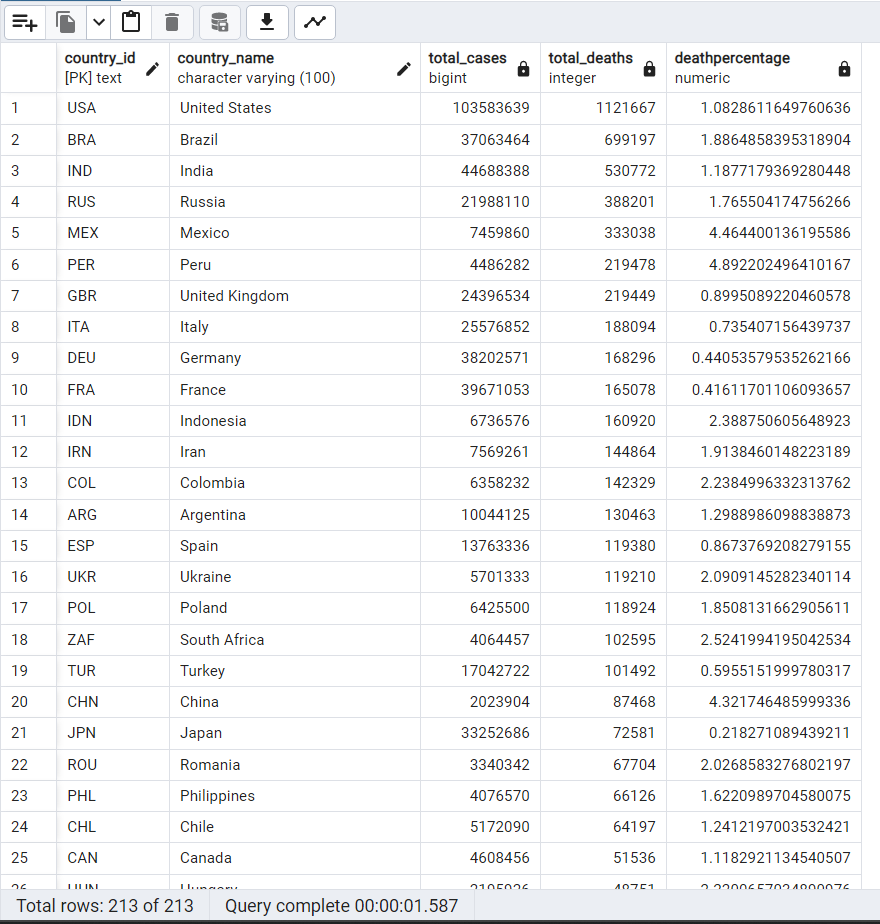 country_id country_name total_cases total_deaths deathpercentage
[PK] text character varying (100) bigint integer numeric
1 USA United States 103583639 1121667 1.0828611649760636
2 BRA Brazil 37063464 699197 1.8864858395318904
3 IND India 44688388 530772 1.1877179369280448
4 RUS Russia 21988110 388201 1.765504174756266
5 MEX Mexico 7459860 333038 4.464400136195586
6 PER Peru 4486282 219478 4.892202496410167
7 GBR United Kingdom 24396534 219449 0.8995089220460578
8 ITA Italy 25576852 188094 0.735407156439737
9 DEU Germany 38202571 168296 0.44053579535262166
10 FRA France 39671053 165078 0.41611701106093657
11 IDN Indonesia 6736576 160920 2.388750605648923
12 IRN Iran 7569261 144864 1.9138460148223189
13 COL Colombia 6358232 142329 2.2384996332313762
14 ARG Argentina 10044125 130463 1.2988986098838873
15 ESP Spain 13763336 119380 0.8673769208279155
16 UKR Ukraine 5701333 119210 2.0909145282340114
17 POL Poland 6425500 118924 1.8508131662905611
18 ZAF South Africa 4064457 102595 2.5241994195042534
19 TUR Turkey 17042722 101492 0.5955151999780317
20 CHN China 2023904 87468 4.321746485999336
21 JPN Japan 33252686 72581 0.218271089439211
22 ROU Romania 3340342 67704 2.0268583276802197
23 PHL Philippines 4076570 66126 1.6220989704580075
24 CHL Chile 5172090 64197 1.2412197003532421
25 CAN Canada 4608456 51536 1.1182921134540507
26 HUN Hungary
Total rows: 213 of 213 Query complete 00:00:01.587